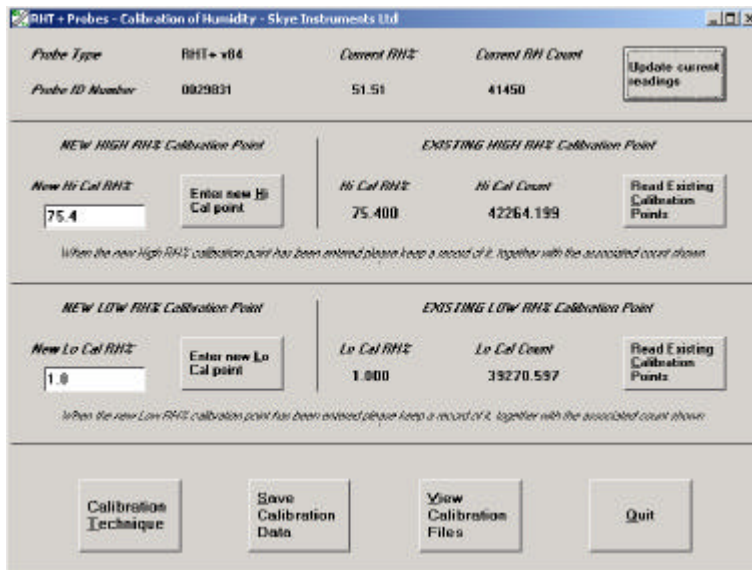 RHT + Probes - Calibration of Humidity - Skye Instruments Ltd
Probe Type RHT+ v84 Current RH% Current RH Count
Update current readings
Probe ID Number 0029831 51.51 41450
NEW HIGH RH% Calibration Point EXISTING HIGH RH% Calibration Point
New Hi Cal RH% Enter new Hi Cal point Hi Cal RH% Hi Cal Count Read Existing Calibration Points
75.4 75.400 42264.199
When the new High RH% calibration point has been entered please keep a record of it, together with the associated count shown
NEW LOW RH% Calibration Point EXISTING LOW RH% Calibration Point
New Lo Cal RH% Enter new Lo Cal point Lo Cal RH% Lo Cal Count Read Existing Calibration Points
1.0 1.000 39270.597
When the new Low RH% calibration point has been entered please keep a record of it, together with the associated count shown
Calibration Technique
Save Calibration Data
View Calibration Files
Quit